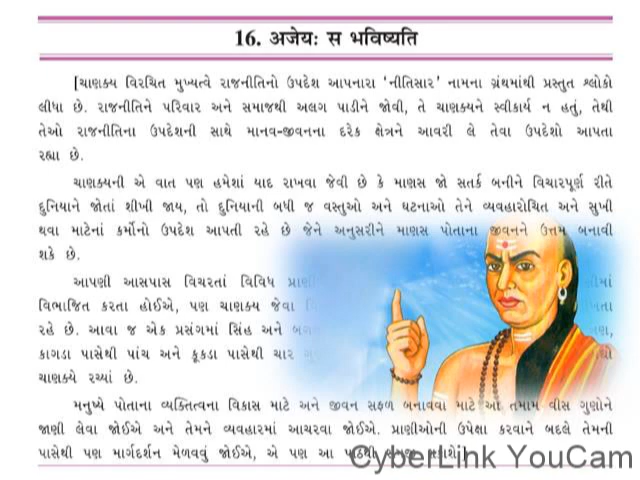 16. અજેયઃ સ ભવિષ્યતિ
[ચાણક્ય વિરચિત મુખ્યત્વે રાજનીતિનો ઉપદેશ આપનારા 'નીતિસાર' નામના ગ્રંથમાંથી પ્રસ્તુત શ્લોકો
લીધા છે. રાજનીતિને પરિવાર અને સમાજથી અલગ પાડીને જોવી, તે ચાણક્યને સ્વીકાર્ય ન હતું, તેથી
તેઓ રાજનીતિના ઉપદેશની સાથે માનવ-જીવનના દરેક ક્ષેત્રને આવરી લે તેવા ઉપદેશો આપતા
રહ્યા છે.
ચાણક્યની એ વાત પણ હમેશાં યાદ રાખવા જેવી છે કે માણસ જો સતર્ક બનીને વિચારપૂર્ણ રીતે
દુનિયાને જોતાં શીખી જાય, તો દુનિયાની બધી જ વસ્તુઓ અને ઘટનાઓ તેને વ્યવહારોચિત અને સુખી
થવા માટેનાં કર્મોનો ઉપદેશ આપતી રહે છે જેને અનુસરીને માણસ પોતાના જીવનને ઉત્તમ બનાવી
શકે છે.
આપણી આસપાસ વિચરતાં વિવિધ
વિભાજિત કરતા હોઈએ, પણ ચાણક્ય જેવા
રહે છે. આવા જ એક પ્રસંગમાં સિંહ અને
કાગડા પાસેથી પાંચ અને કૂકડા પાસેથી ચાર
ચાણક્યે રચ્યાં છે.
મનુષ્યે પોતાના વ્યક્તિત્વના વિકાસ માટે અને જીવન સફળ બનાવવા માટે આ તમામ વીસ ગુણોને
જાણી લેવા જોઈએ અને તેમને વ્યવહારમાં આચરવા જોઈએ. પ્રાણીઓની ઉપેક્ષા કરવાને બદલે તેમની
પાસેથી પણ માર્ગદર્શન મેળવવું જોઈએ, એ પણ આ પાઠથી
CyberLink YouCam